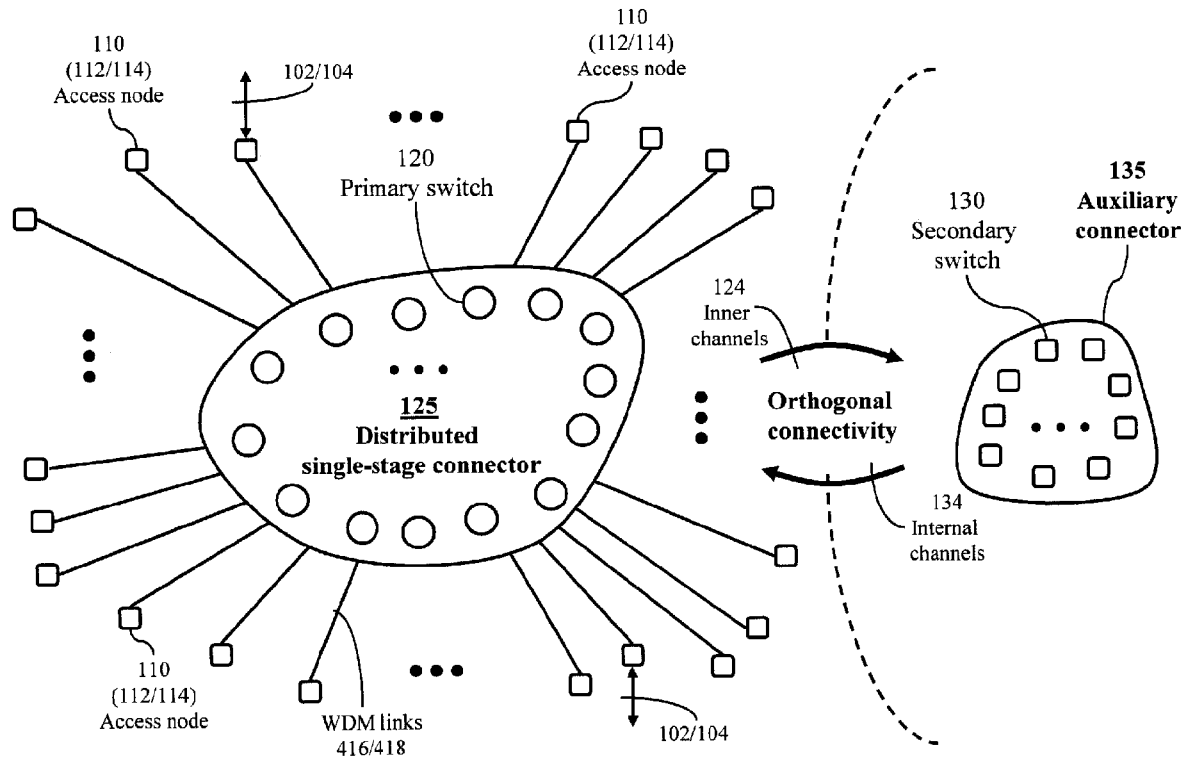 110
(112/114)
Access node
102/104
110
(112/114)
Access node
120
Primary switch
135
Auxiliary
connector
130
Secondary
switch
124
Inner
channels
125
Distributed
single-stage connector
Orthogonal
connectivity
134
Internal
channels
110
(112/114)
Access node
WDM links
416/418
102/104